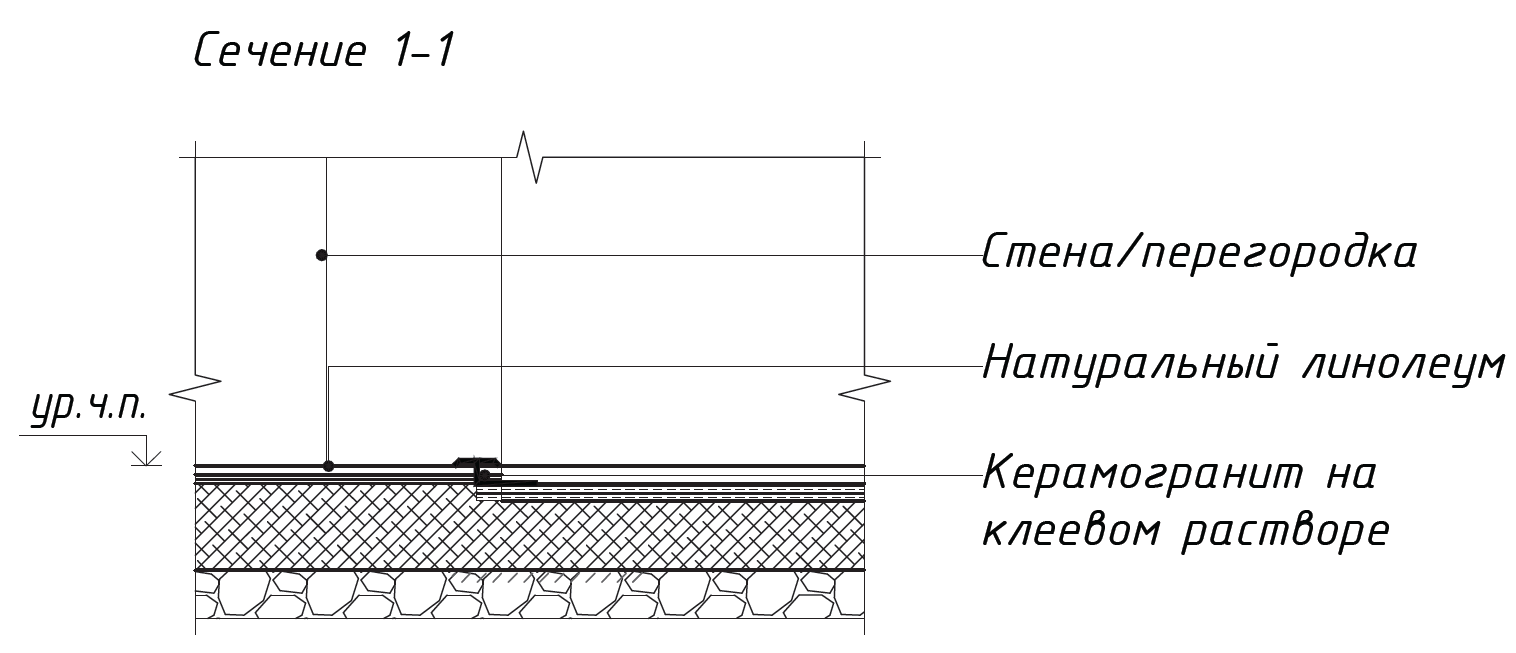 Сечение 1-1
Стена/перегородка
Натуральный линолеум
ур.ч.п.
Керамогранит на
клеевом растворе